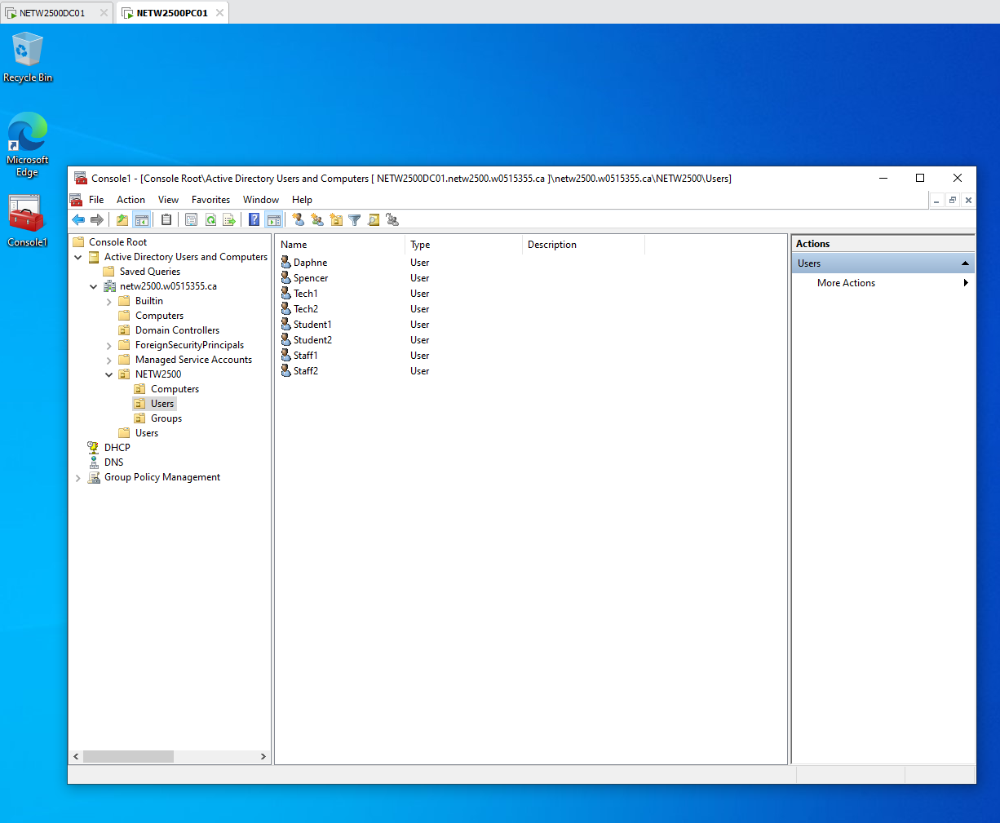 NETW2500DC01
NETW2500PC01
Recycle Bin
Microsoft
Edge
Console1
Console1 - [Console Root\Active Directory Users and Computers [ NETW2500DC01.netw2500.w0515355.ca ]\netw2500.w0515355.ca\NETW2500\Users]
File Action View Favorites Window Help
Console Root
Active Directory Users and Computers
Saved Queries
netw2500.w0515355.ca
Builtin
Computers
Domain Controllers
ForeignSecurityPrincipals
Managed Service Accounts
NETW2500
Computers
Users
Groups
Users
DHCP
DNS
Group Policy Management
Name Type Description
Daphne User
Spencer User
Tech1 User
Tech2 User
Student1 User
Student2 User
Staff1 User
Staff2 User
Actions
Users
More Actions